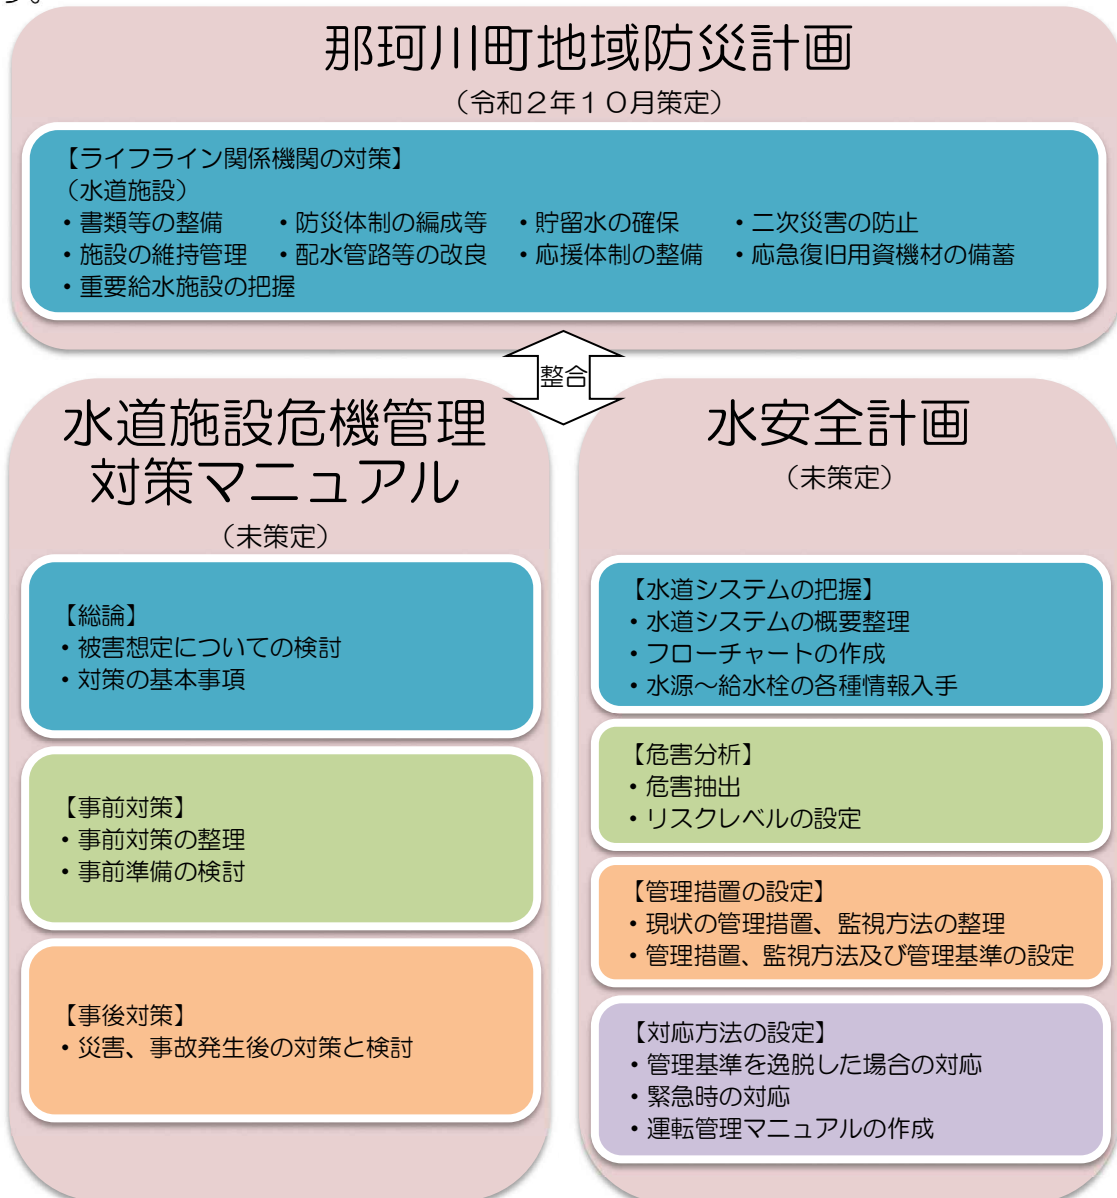 う。
那珂川町地域防災計画
（令和２年１０月策定）
【ライフライン関係機関の対策】
（水道施設）
・書類等の整備 ・防災体制の編成等 ・貯留水の確保 ・二次災害の防止
・施設の維持管理 ・配水管路等の改良 ・応援体制の整備 ・応急復旧用資機材の備蓄
・重要給水施設の把握
整合
水道施設危機管理
対策マニュアル
（未策定）
【総論】
・被害想定についての検討
・対策の基本事項
【事前対策】
・事前対策の整理
・事前準備の検討
【事後対策】
・災害、事故発生後の対策と検討
水安全計画
（未策定）
【水道システムの把握】
・水道システムの概要整理
・フローチャートの作成
・水源～給水栓の各種情報入手
【危害分析】
・危害抽出
・リスクレベルの設定
【管理措置の設定】
・現状の管理措置、監視方法の整理
・管理措置、監視方法及び管理基準の設定
【対応方法の設定】
・管理基準を逸脱した場合の対応
・緊急時の対応
・運転管理マニュアルの作成